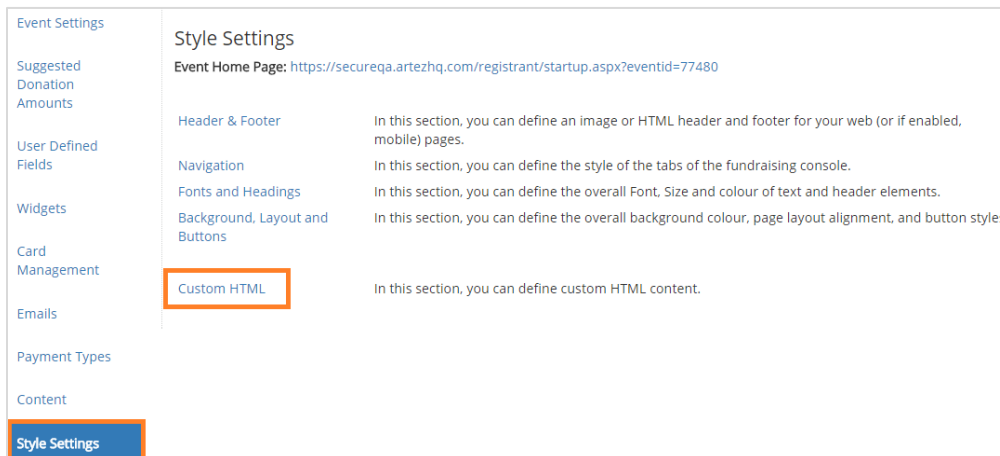 Event Settings
Suggested
Donation
Amounts
User Defined
Fields
Widgets
Card
Management
Emails
Payment Types
Content
Style Settings
Style Settings
Event Home Page: https://secureqa.artezhq.com/registrant/startup.aspx?eventid=77480
Header & Footer
In this section, you can define an image or HTML header and footer for your web (or if enabled,
mobile) pages.
Navigation
In this section, you can define the style of the tabs of the fundraising console.
Fonts and Headings
In this section, you can define the overall Font, Size and colour of text and header elements.
Background, Layout and
Buttons
In this section, you can define the overall background colour, page layout alignment, and button style
Custom HTML
In this section, you can define custom HTML content.